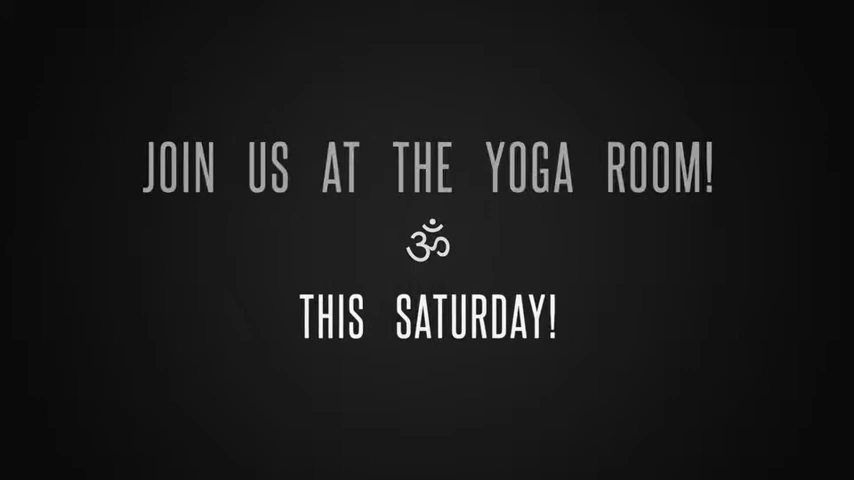 JOIN US AT THE YOGA ROOM!
ॐ
THIS SATURDAY!